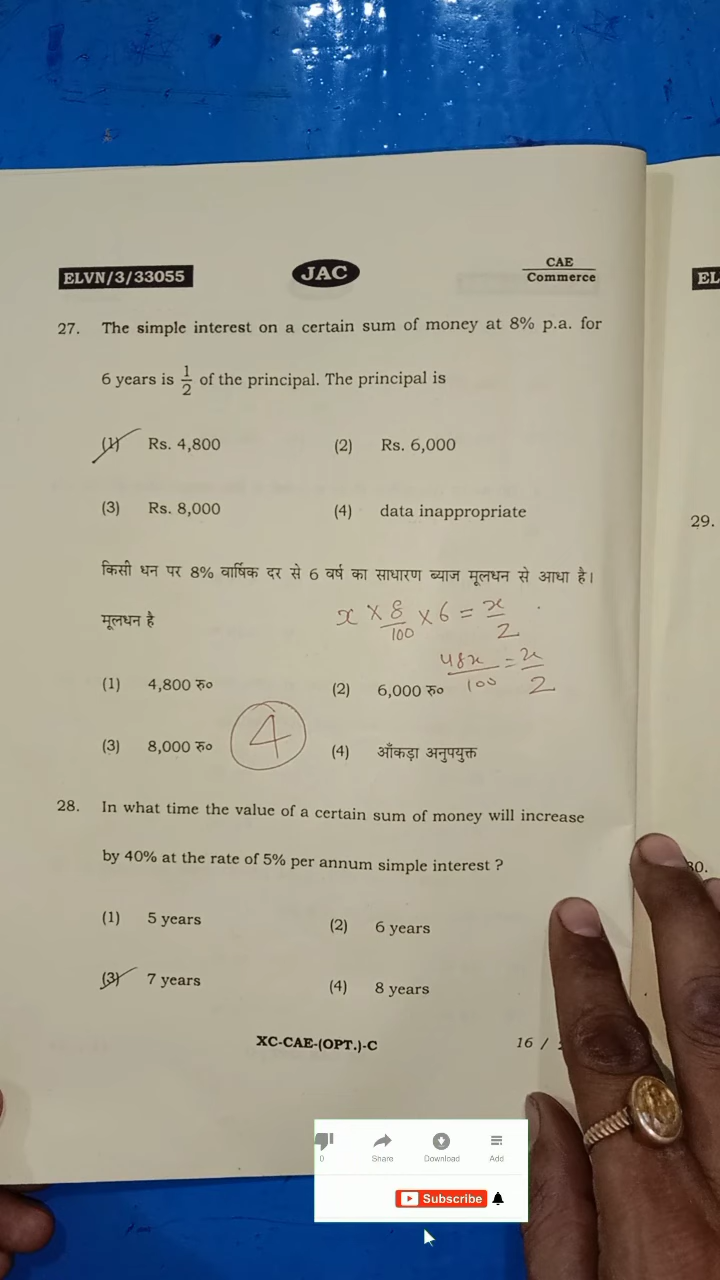 ELVN/3/33055
JAC
CAE
Commerce
EL
27. The simple interest on a certain sum of money at 8% p.a. for
6 years is 1/2 of the principal. The principal is
(1) Rs. 4,800 (2) Rs. 6,000
(3) Rs. 8,000 (4) data inappropriate
29.
किसी धन पर 8% वार्षिक दर से 6 वर्ष का साधारण ब्याज मूलधन से आधा है।
मूलधन है
x × 8/100 × 6 = x/2
48x/100 = x/2
(1) 4,800 रु० (2) 6,000 रु०
(3) 8,000 रु० (4) आँकड़ा अनुपयुक्त
4
28. In what time the value of a certain sum of money will increase
by 40% at the rate of 5% per annum simple interest ?
30.
(1) 5 years (2) 6 years
(3) 7 years (4) 8 years
XC-CAE-(OPT.)-C
16 /
0 Share Download Add
Subscribe